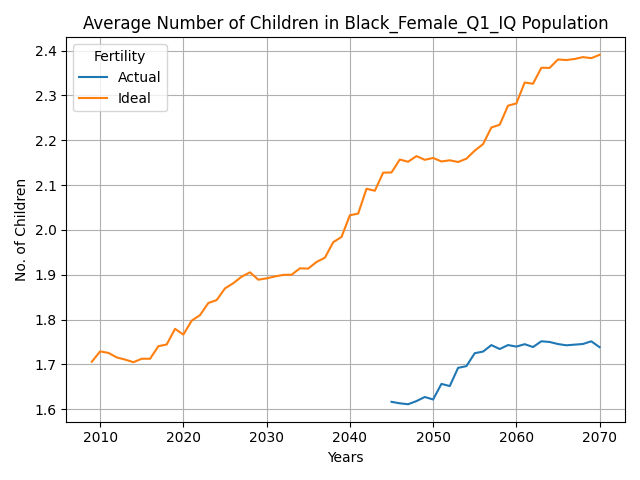 Average Number of Children in Black_Female_Q1_IQ Population
Fertility
Actual
Ideal
No. of Children
2.4
2.3
2.2
2.1
2.0
1.9
1.8
1.7
1.6
2010 2020 2030 2040 2050 2060 2070
Years